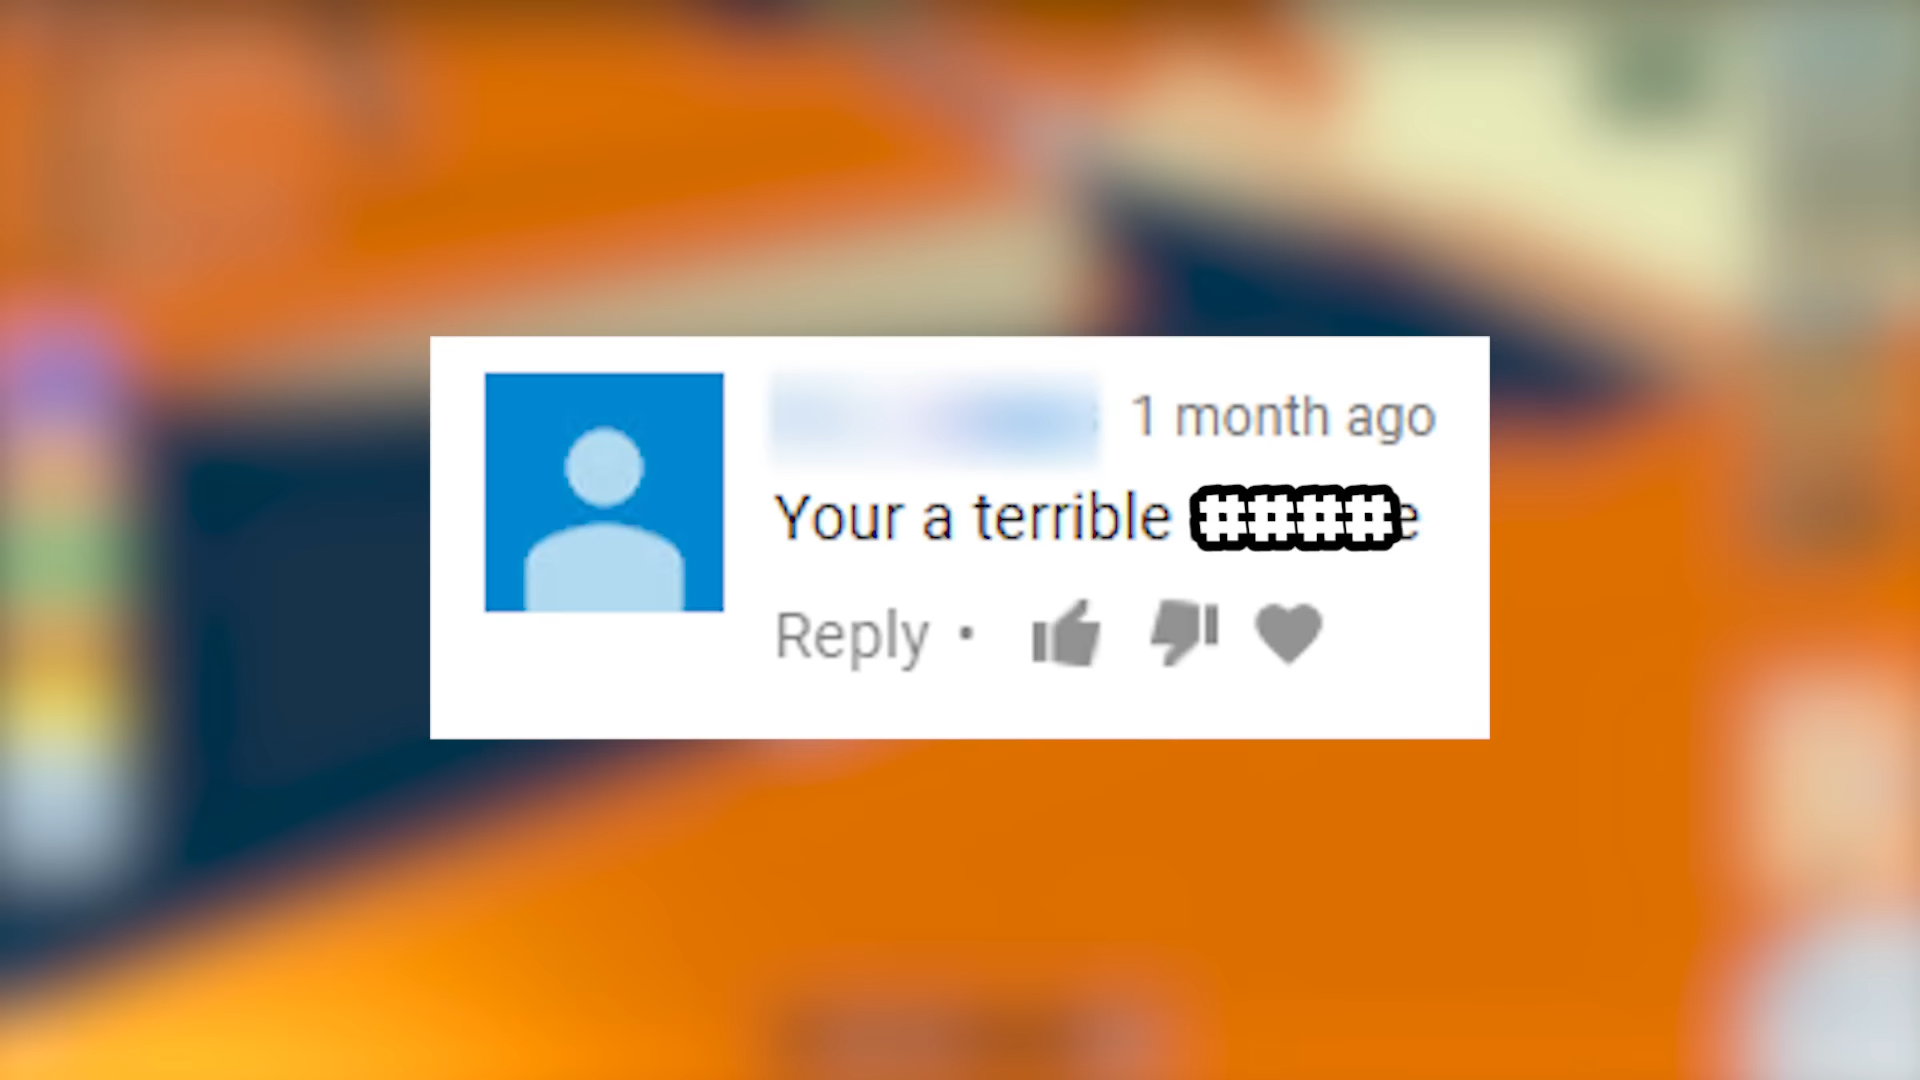 1 month ago
Your a terrible ####e
Reply •